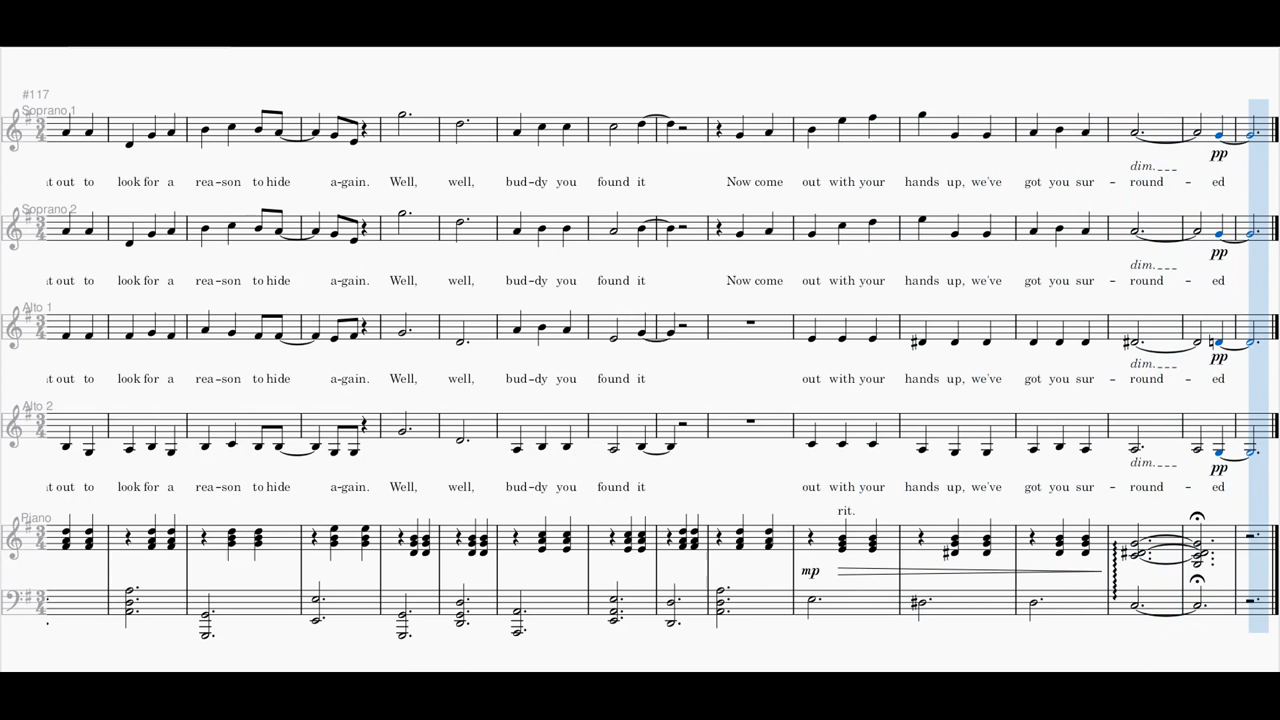 #117
Soprano 1
t out to look for a rea-son to hide a-gain. Well, well, bud-dy you found it Now come out with your hands up, we've got you sur - round - ed
dim.
pp
Soprano 2
t out to look for a rea-son to hide a-gain. Well, well, bud-dy you found it Now come out with your hands up, we've got you sur - round - ed
dim.
pp
Alto 1
t out to look for a rea-son to hide a-gain. Well, well, bud-dy you found it out with your hands up, we've got you sur - round - ed
dim.
pp
Alto 2
t out to look for a rea-son to hide a-gain. Well, well, bud-dy you found it out with your hands up, we've got you sur - round - ed
dim.
pp
Piano
rit.
mp